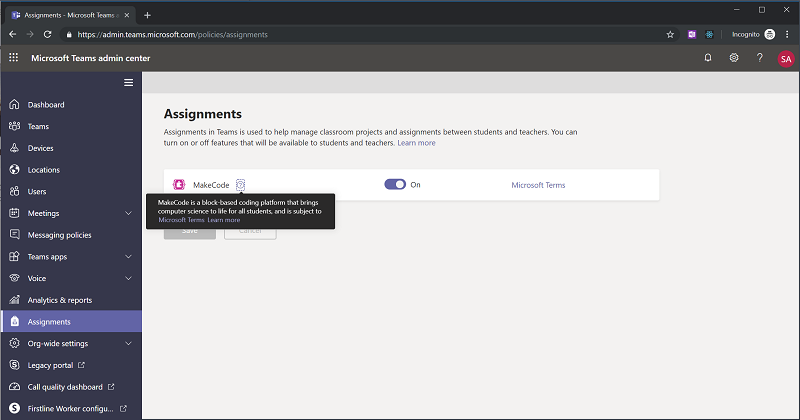 Assignments - Microsoft Teams a
https://admin.teams.microsoft.com/policies/assignments
Incognito
Microsoft Teams admin center
SA
Dashboard
Teams
Devices
Locations
Users
Meetings
Messaging policies
Teams apps
Voice
Analytics & reports
Assignments
Org-wide settings
Legacy portal
Call quality dashboard
Firstline Worker configu...
Assignments
Assignments in Teams is used to help manage classroom projects and assignments between students and teachers. You can
turn on or off features that will be available to students and teachers. Learn more
MakeCode
On
Microsoft Terms
MakeCode is a block-based coding platform that brings
computer science to life for all students, and is subject to
Microsoft Terms Learn more
Save
Cancel